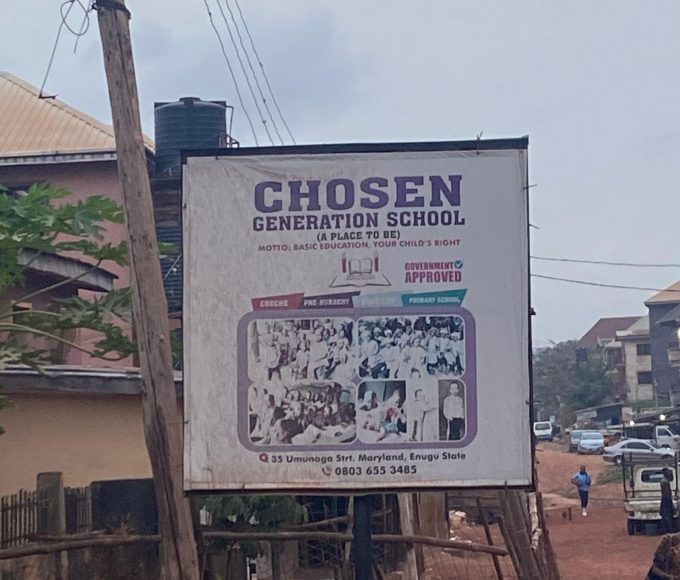 CHOSEN
GENERATION SCHOOL
(A PLACE TO BE)
MOTTO: BASIC EDUCATION, YOUR CHILD'S RIGHT
GOVERNMENT
APPROVED
CRECHE PRE-NURSERY PRIMARY SCHOOL
35 Umunaga Strt. Maryland, Enugu State
0803 655 3485